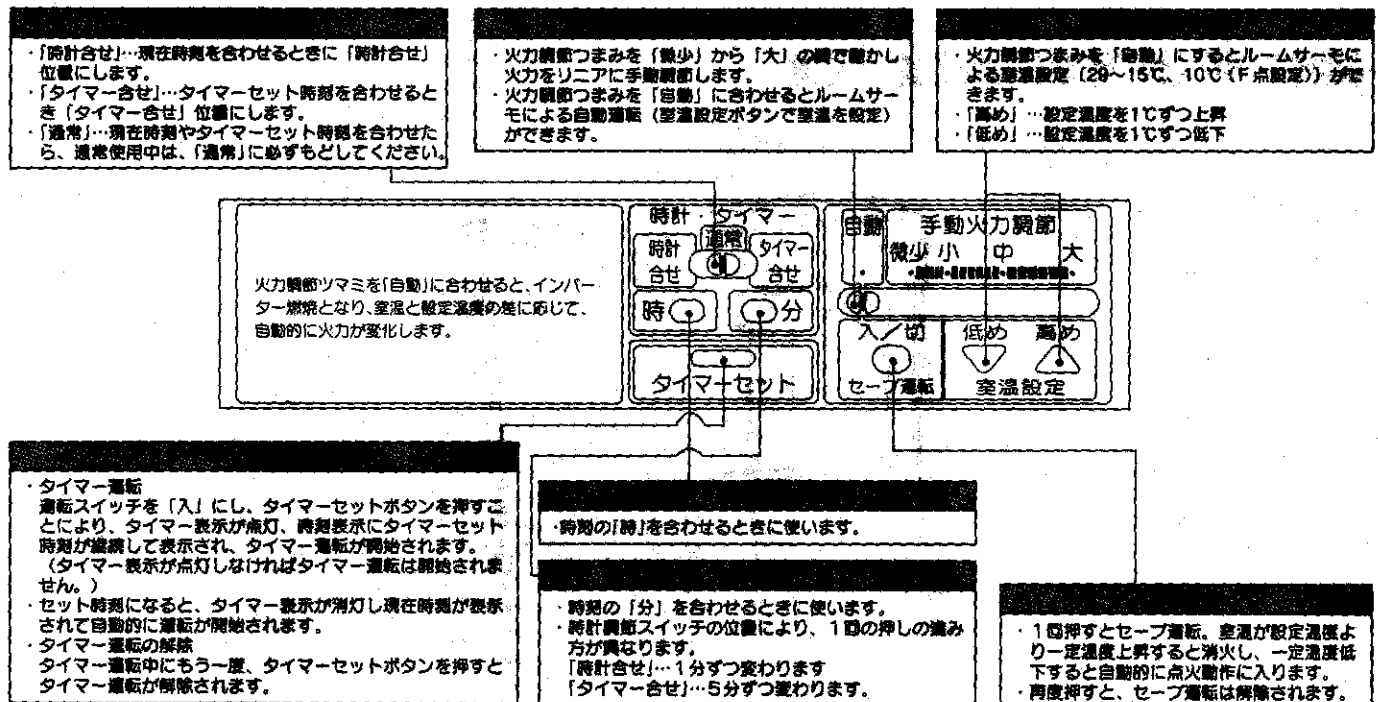 ・「時計合せ」…現在時刻を合わせるときに「時計合せ」
位置にします。
・「タイマー合せ」…タイマーセット時刻を合わせると
き「タイマー合せ」位置にします。
・「通常」…現在時刻やタイマーセット時刻を合わせた
ら、通常使用中は、「通常」に必ずもどしてください。
・火力調節つまみを「微少」から「大」の間で動かし
火力をリニアに手動調節します。
・火力調節つまみを「自動」に合わせるとルームサー
モによる自動運転（室温設定ボタンで室温を設定）
ができます。
・火力調節つまみを「自動」にするとルームサーモに
よる室温設定（29〜15℃、10℃（F点設定））がで
きます。
・「高め」…設定温度を1℃ずつ上昇
・「低め」…設定温度を1℃ずつ低下
火力調節ツマミを「自動」に合わせると、インバー
ター燃焼となり、室温と設定温度の差に応じて、
自動的に火力が変化します。
時計・タイマー
時計合せ 通常 タイマー合せ
時 分
タイマーセット
自動 手動火力調節
微少 小 中 大
入／切 低め 高め
セーブ運転 室温設定
・タイマー運転
運転スイッチを「入」にし、タイマーセットボタンを押すこ
とにより、タイマー表示が点灯、時刻表示にタイマーセット
時刻が継続して表示され、タイマー運転が開始されます。
（タイマー表示が点灯しなければタイマー運転は開始されま
せん。）
・セット時刻になると、タイマー表示が消灯し現在時刻が表示
されて自動的に運転が開始されます。
・タイマー運転の解除
タイマー運転中にもう一度、タイマーセットボタンを押すと
タイマー運転が解除されます。
・時刻の「時」を合わせるときに使います。
・時刻の「分」を合わせるときに使います。
・時計調節スイッチの位置により、1回の押しの進み
方が異なります。
「時計合せ」…1分ずつ変わります
「タイマー合せ」…5分ずつ変わります。
・1回押すとセーブ運転。室温が設定温度よ
り一定温度上昇すると消火し、一定温度低
下すると自動的に点火動作に入ります。
・再度押すと、セーブ運転は解除されます。